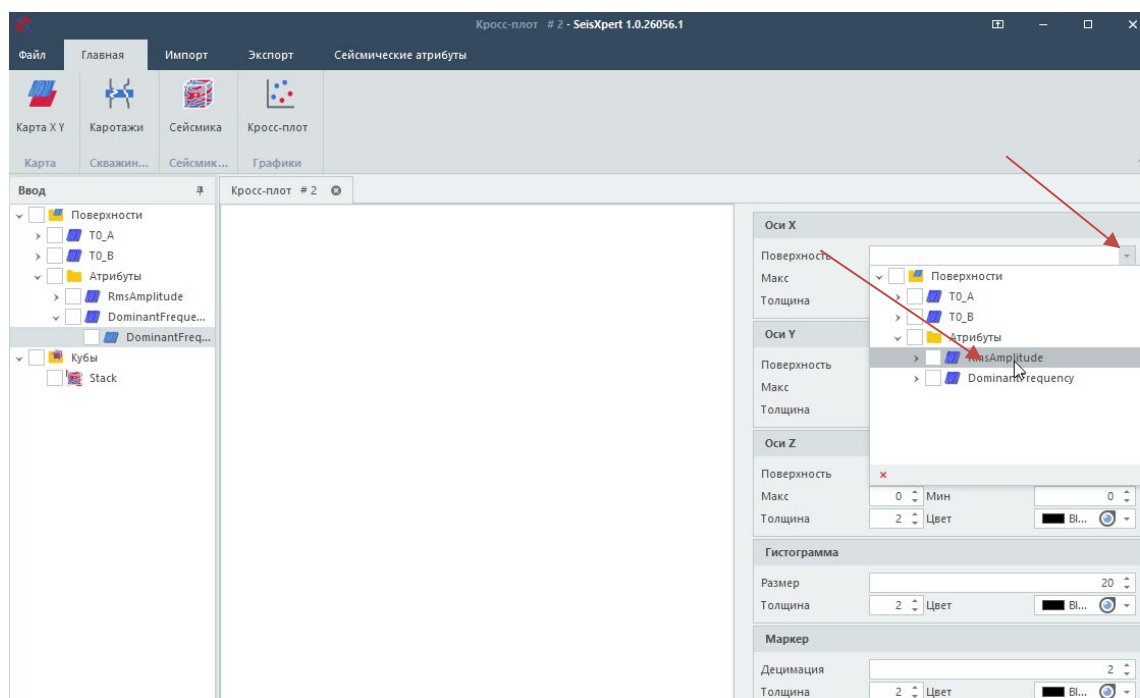 Кросс-плот # 2 - SeisXpert 1.0.26056.1
Файл Главная Импорт Экспорт Сейсмические атрибуты
Карта X Y Каротажи Сейсмика Кросс-плот
Карта Скважин... Сейсмик... Графики
Ввод
Поверхности
T0_A
T0_B
Атрибуты
RmsAmplitude
DominantFreque...
DominantFreq...
Кубы
Stack
Кросс-плот # 2
Оси X
Поверхность
Макс
Толщина
Поверхности
T0_A
T0_B
Атрибуты
RmsAmplitude
DominantFrequency
Оси Y
Поверхность
Макс
Толщина
Оси Z
Поверхность
Макс 0 Мин 0
Толщина 2 Цвет Bl...
Гистограмма
Размер 20
Толщина 2 Цвет Bl...
Маркер
Децимация 2
Толщина 2 Цвет Bl...